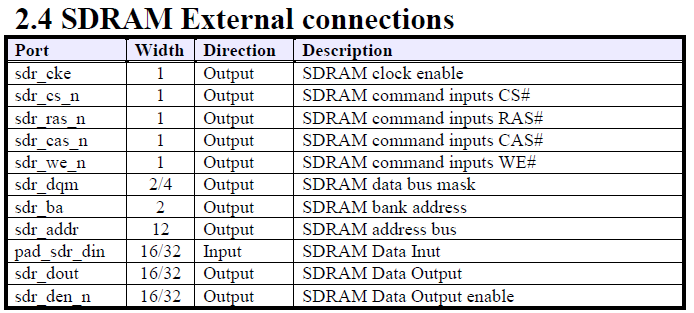 2.4 SDRAM External connections
Port Width Direction Description
sdr_cke 1 Output SDRAM clock enable
sdr_cs_n 1 Output SDRAM command inputs CS#
sdr_ras_n 1 Output SDRAM command inputs RAS#
sdr_cas_n 1 Output SDRAM command inputs CAS#
sdr_we_n 1 Output SDRAM command inputs WE#
sdr_dqm 2/4 Output SDRAM data bus mask
sdr_ba 2 Output SDRAM bank address
sdr_addr 12 Output SDRAM address bus
pad_sdr_din 16/32 Input SDRAM Data Inut
sdr_dout 16/32 Output SDRAM Data Output
sdr_den_n 16/32 Output SDRAM Data Output enable